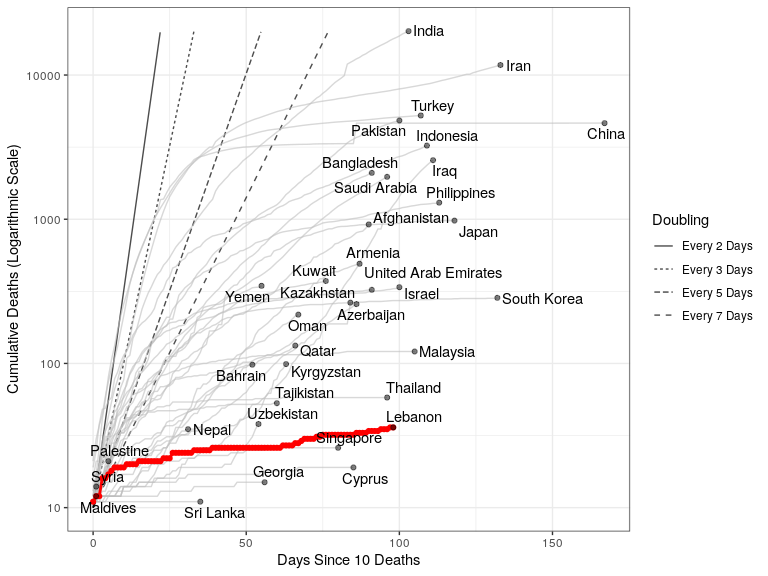 India
Iran
Turkey
Pakistan
China
Indonesia
Bangladesh
Iraq
Saudi Arabia
Philippines
Afghanistan
Japan
Armenia
Kuwait
United Arab Emirates
Yemen
Kazakhstan
Israel
South Korea
Azerbaijan
Oman
Qatar
Malaysia
Bahrain
Kyrgyzstan
Thailand
Tajikistan
Uzbekistan
Lebanon
Nepal
Singapore
Palestine
Syria
Georgia
Cyprus
Maldives
Sri Lanka
10000
1000
100
10
0
50
100
150
Days Since 10 Deaths
Cumulative Deaths (Logarithmic Scale)
Doubling
Every 2 Days
Every 3 Days
Every 5 Days
Every 7 Days